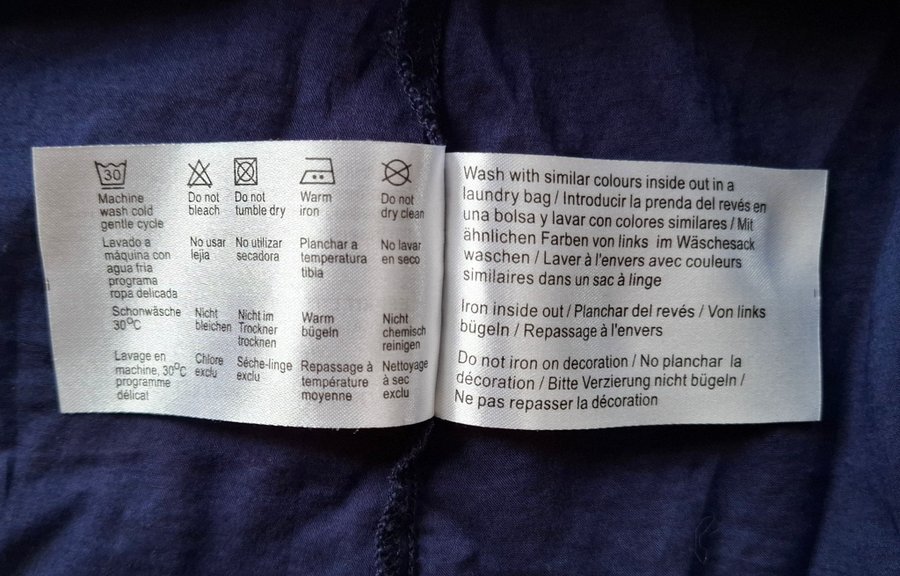 30
Machine
wash cold
gentle cycle
Do not
bleach
Do not
tumble dry
Warm
iron
Do not
dry clean
Lavado a
máquina con
agua fria
programa
ropa delicada
No usar
lejia
No utilizar
secadora
Planchar a
temperatura
tibia
No lavar
en seco
Schonwäsche
30ºC
Nicht
bleichen
Nicht im
Trockner
trocknen
Warm
bügeln
Nicht
chemisch
reinigen
Lavage en
machine, 30ºC
programme
délicat
Chlore
exclu
Séche-linge
exclu
Repassage à
température
moyenne
Nettoyage
à sec
exclu
Wash with similar colours inside out in a
laundry bag / Introducir la prenda del revés en
una bolsa y lavar con colores similares / Mit
ähnlichen Farben von links im Wäschesack
waschen / Laver à l'envers avec couleurs
similaires dans un sac à linge
Iron inside out / Planchar del revés / Von links
bügeln / Repassage à l'envers
Do not iron on decoration / No planchar la
décoration / Bitte Verzierung nicht bügeln /
Ne pas repasser la décoration